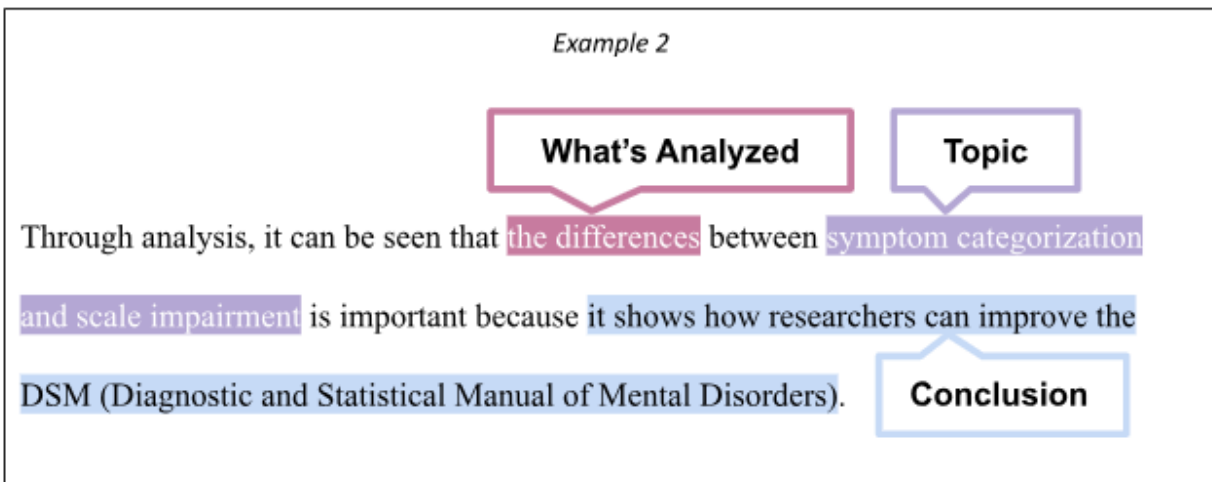 Example 2
What's Analyzed
Topic
Through analysis, it can be seen that the differences between symptom categorization
and scale impairment is important because it shows how researchers can improve the
DSM (Diagnostic and Statistical Manual of Mental Disorders).
Conclusion